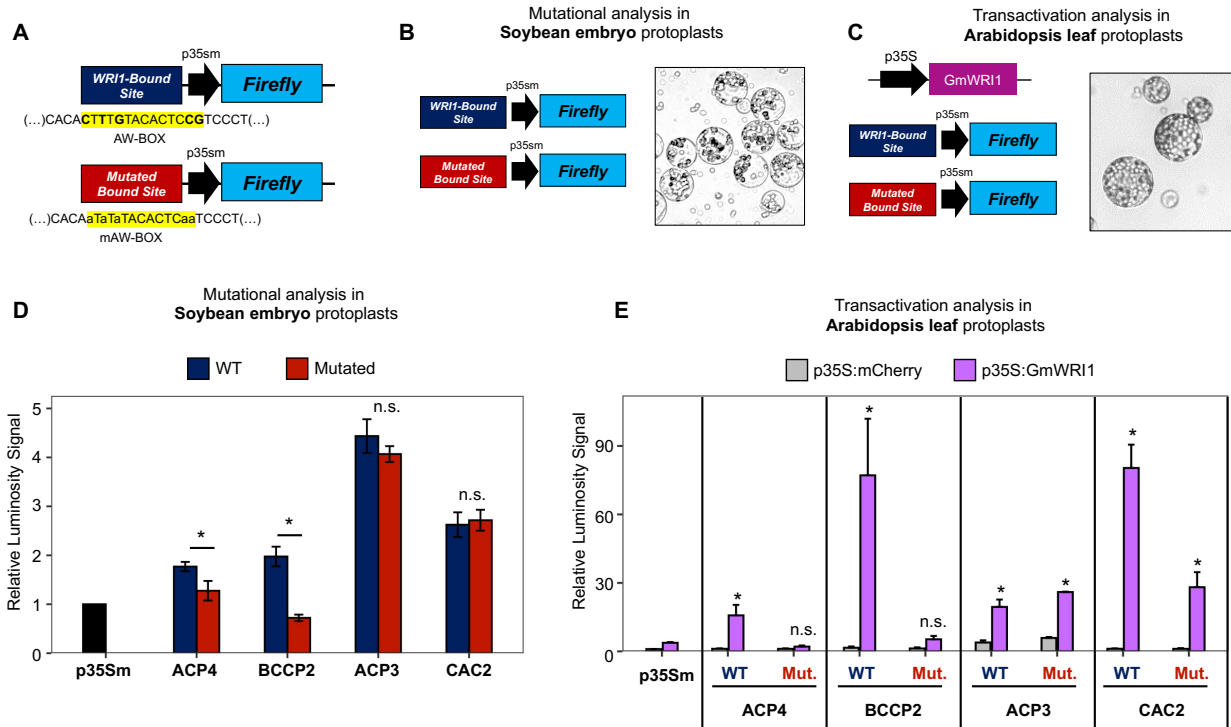 A
p35sm
WRI1-Bound
Site
Firefly
(…)CACACTTTGTACACTCCGTCCCT(…)
AW-BOX
p35sm
Mutated
Bound Site
Firefly
(…)CACAaTaTaTACACTCaaTCCCT(…)
mAW-BOX
B
Mutational analysis in
Soybean embryo protoplasts
p35sm
WRI1-Bound
Site
Firefly
p35sm
Mutated
Bound Site
Firefly
C
Transactivation analysis in
Arabidopsis leaf protoplasts
p35S
GmWRI1
p35sm
WRI1-Bound
Site
Firefly
p35sm
Mutated
Bound Site
Firefly
D
Mutational analysis in
Soybean embryo protoplasts
WT Mutated
Relative Luminosity Signal
5
4
3
2
1
0
*
*
n.s.
n.s.
p35Sm ACP4 BCCP2 ACP3 CAC2
E
Transactivation analysis in
Arabidopsis leaf protoplasts
p35S:mCherry p35S:GmWRI1
Relative Luminosity Signal
90
60
30
0
*
n.s.
*
n.s.
*
*
*
*
p35Sm WT Mut. WT Mut. WT Mut. WT Mut.
ACP4 BCCP2 ACP3 CAC2